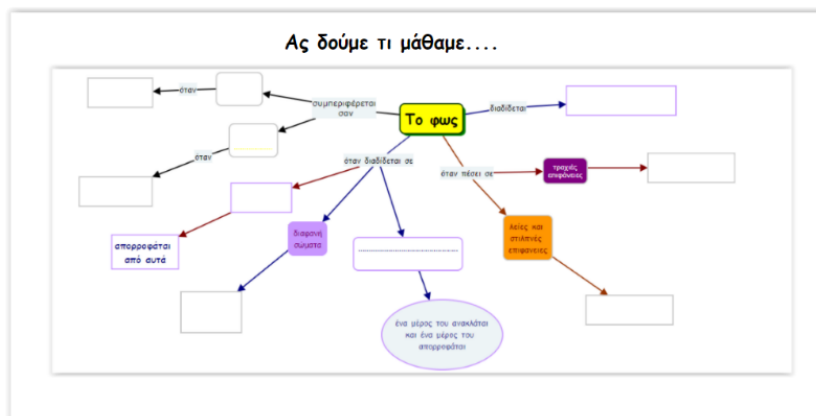 Ας δούμε τι μάθαμε....
όταν
συμπεριφέρεται
σαν
Το φως
διαδίδεται
όταν
όταν διαδίδεται σε
όταν πέσει σε
τραχιές
επιφάνειες
απορροφάται
από αυτά
διαφανή
σώματα
λείες και
στιλπνές
επιφάνειες
ένα μέρος του ανακλάται
και ένα μέρος του
απορροφάται